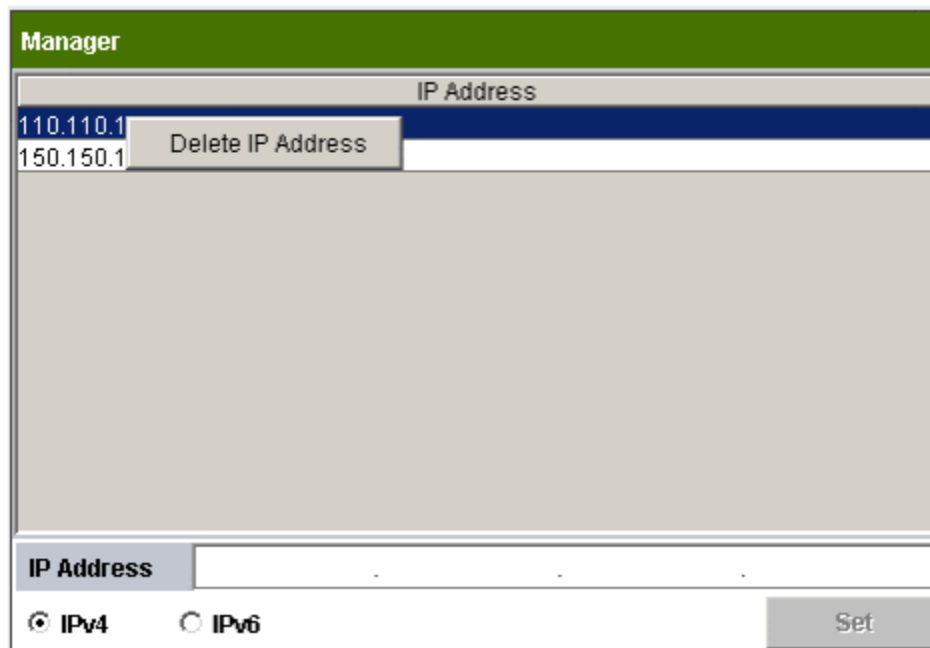 Manager
IP Address
110.110.1
Delete IP Address
150.150.1
IP Address . . .
IPv4 IPv6 Set